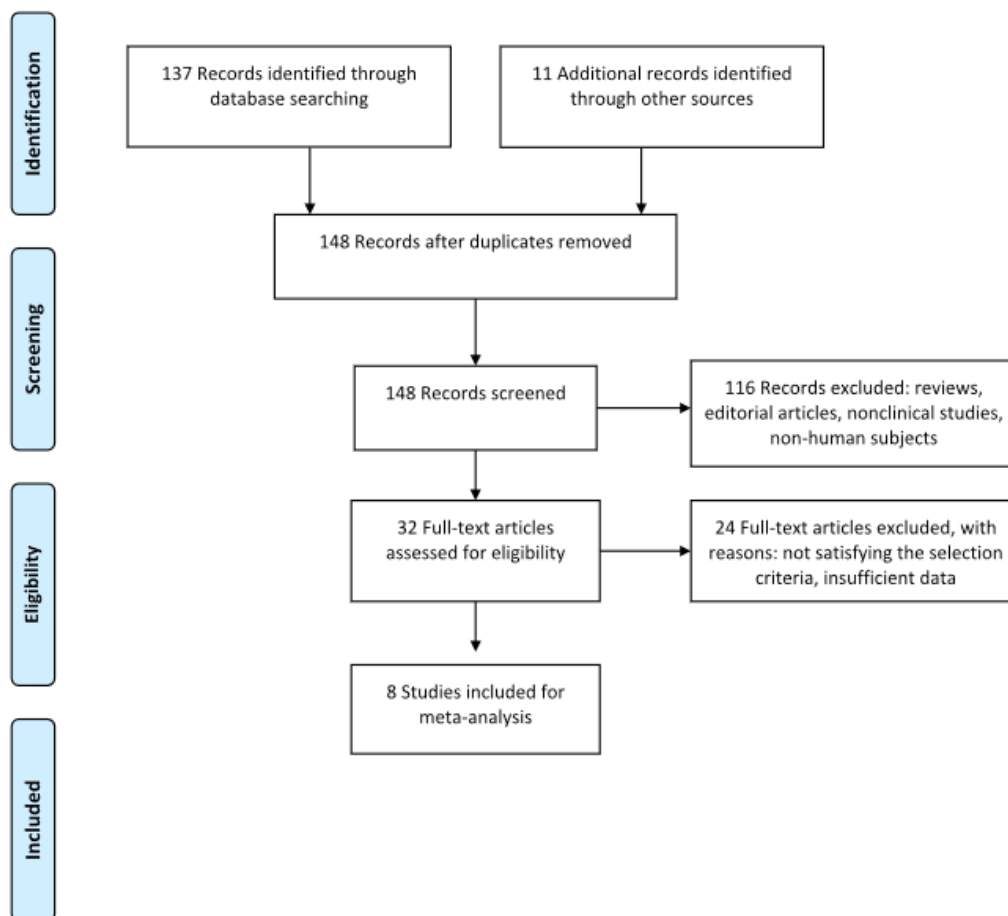 Identification
137 Records identified through
database searching
11 Additional records identified
through other sources
148 Records after duplicates removed
Screening
148 Records screened
116 Records excluded: reviews,
editorial articles, nonclinical studies,
non-human subjects
Eligibility
32 Full-text articles
assessed for eligibility
24 Full-text articles excluded, with
reasons: not satisfying the selection
criteria, insufficient data
8 Studies included for
meta-analysis
Included